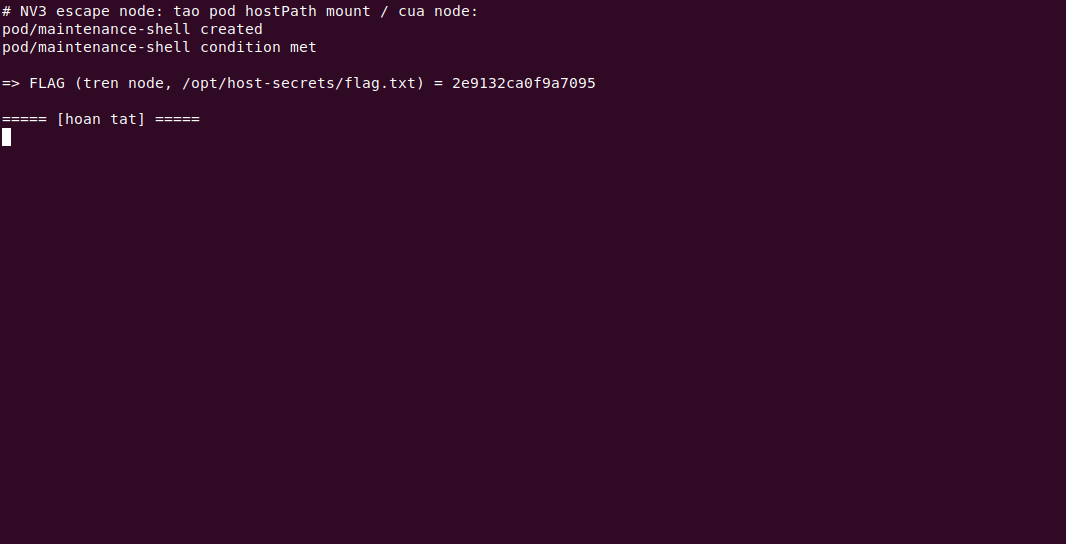 # NV3 escape node: tao pod hostPath mount / cua node:
pod/maintenance-shell created
pod/maintenance-shell condition met
=> FLAG (tren node, /opt/host-secrets/flag.txt) = 2e9132ca0f9a7095
===== [hoan tat] =====